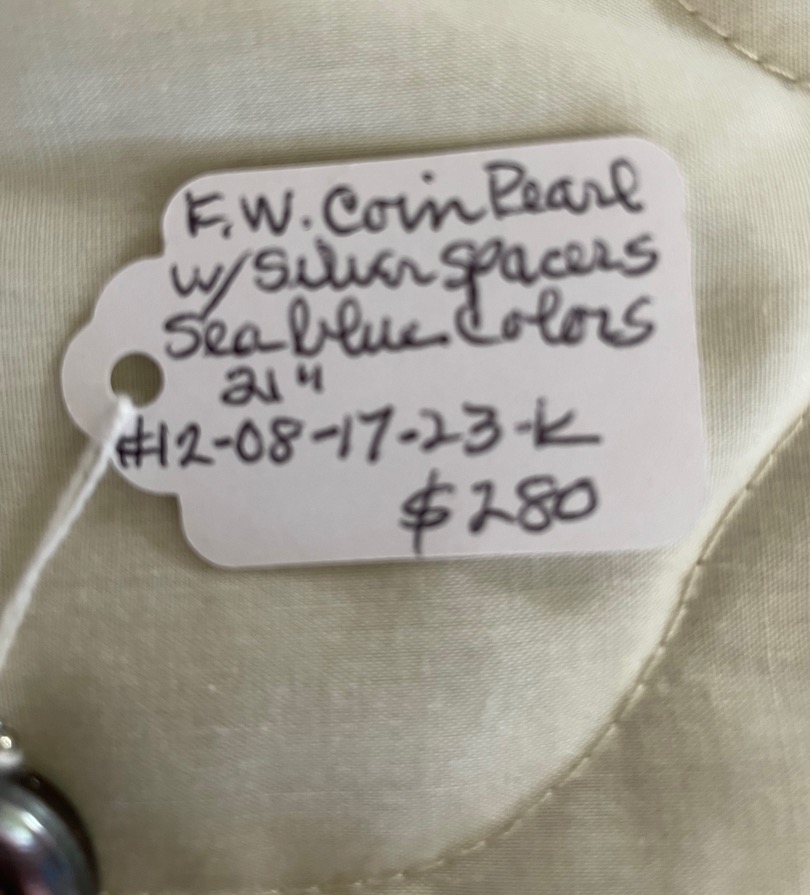 F.W. Coin Pearl
w/Silver Spacers
Sea blue Colors
21"
#12-08-17-23-K
$280